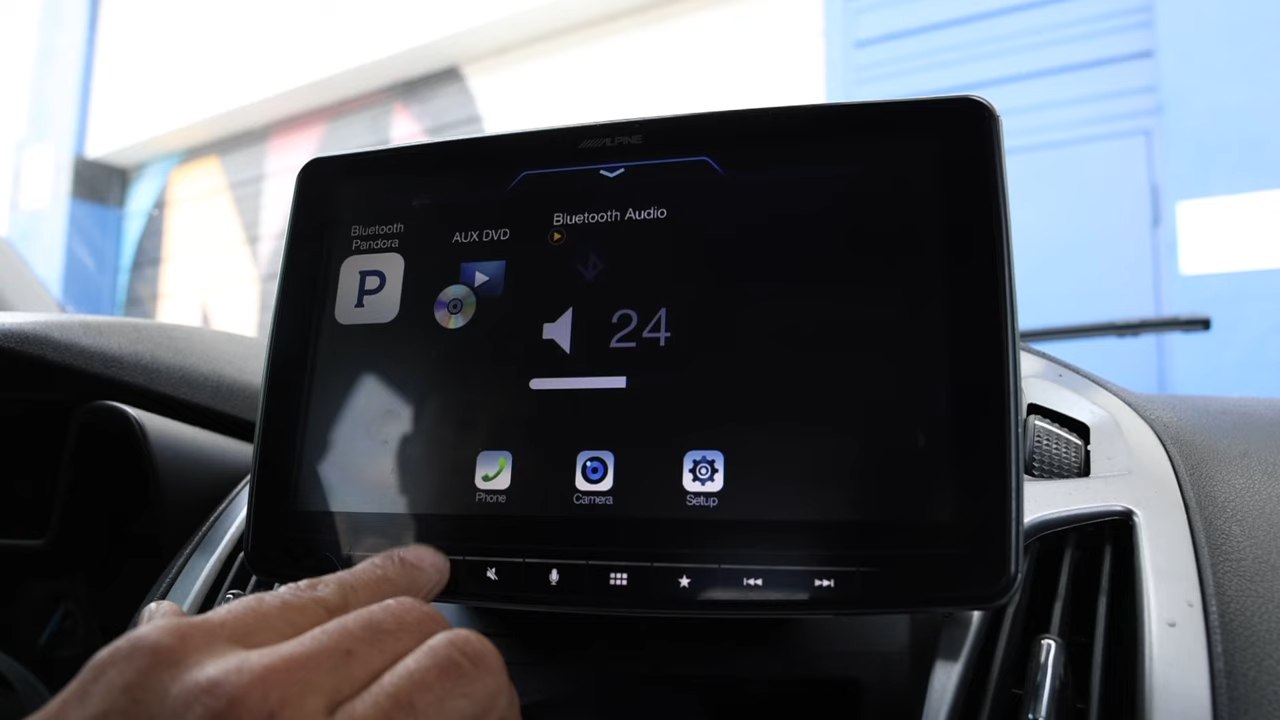 ALPINE
Bluetooth
Pandora
P
AUX DVD
Bluetooth Audio
24
Phone
Camera
Setup